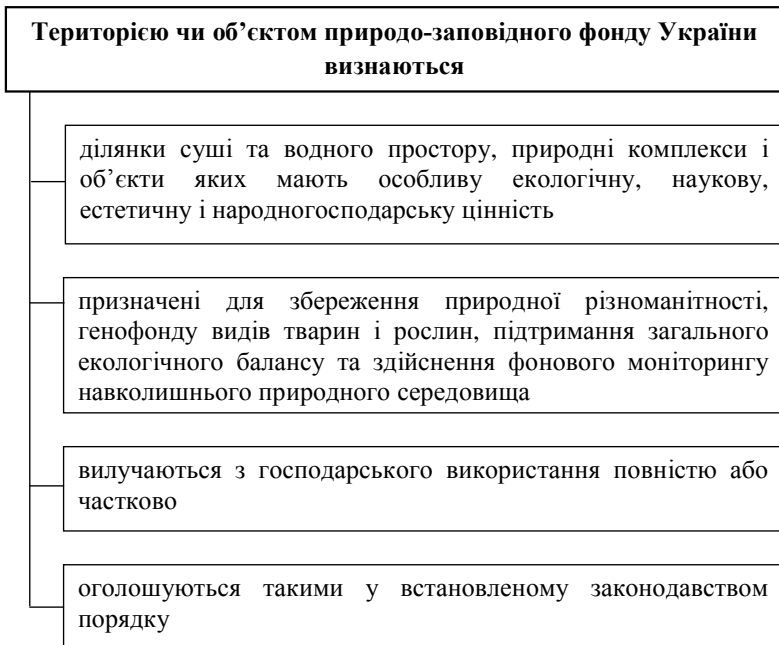 Територією чи об’єктом природо-заповідного фонду України
визнаються
ділянки суші та водного простору, природні комплекси і
об’єкти яких мають особливу екологічну, наукову,
естетичну і народногосподарську цінність
призначені для збереження природної різноманітності,
генофонду видів тварин і рослин, підтримання загального
екологічного балансу та здійснення фонового моніторингу
навколишнього природного середовища
вилучаються з господарського використання повністю або
частково
оголошуються такими у встановленому законодавством
порядку